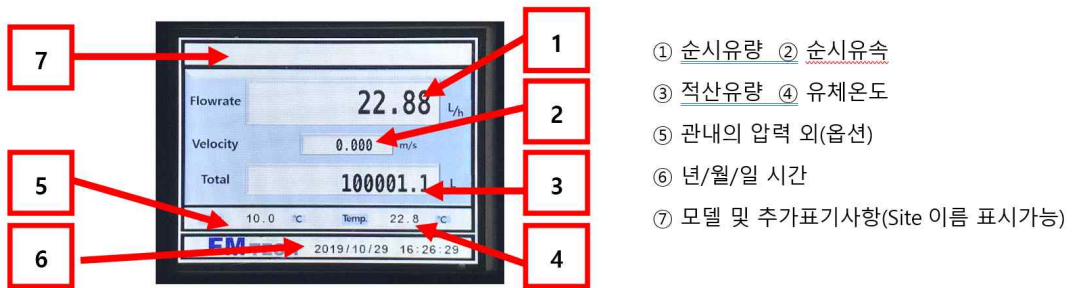 7
1
Flowrate 22.88 L/h
2
Velocity 0.000 m/s
Total 100001.1 L
5
3
10.0 ℃ Temp. 22.8 ℃
6
2019/10/29 16:26:29
4
① 순시유량 ② 순시유속
③ 적산유량 ④ 유체온도
⑤ 관내의 압력 외(옵션)
⑥ 년/월/일 시간
⑦ 모델 및 추가표기사항(Site 이름 표시가능)